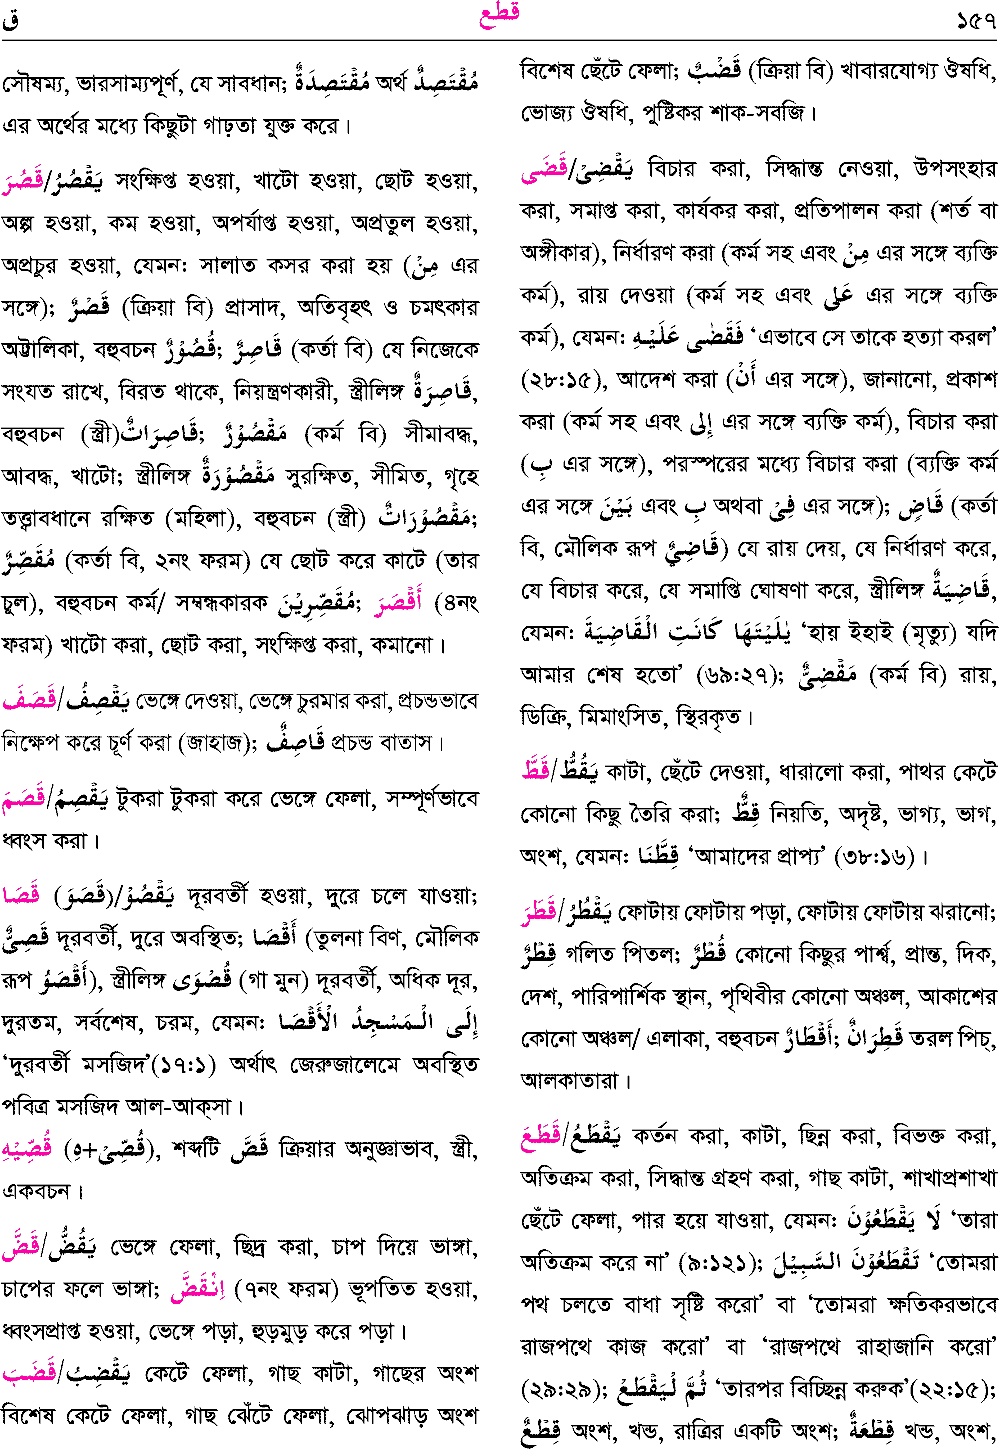 ق قطع ১৫৭
সৌষম্য, ভারসাম্যপূর্ণ, যে সাবধান; مُقْتَصِدَةٌ অর্থ مُقْتَصِدٌ
এর অর্থের মধ্যে কিছুটা গাঢ়তা যুক্ত করে।
قَصُرَ/يَقْصُرُ সংক্ষিপ্ত হওয়া, খাটো হওয়া, ছোট হওয়া,
অল্প হওয়া, কম হওয়া, অপর্যাপ্ত হওয়া, অপ্রতুল হওয়া,
অপ্রচুর হওয়া, যেমন: সালাত কসর করা হয় (مِنْ এর
সঙ্গে); قَصْرٌ (ক্রিয়া বি) প্রাসাদ, অতিবৃহৎ ও চমৎকার
অট্টালিকা, বহুবচন قُصُوْرٌ; قَاصِرٌ (কর্তা বি) যে নিজেকে
সংযত রাখে, বিরত থাকে, নিয়ন্ত্রণকারী, স্ত্রীলিঙ্গ قَاصِرَةٌ,
বহুবচন (স্ত্রী) قَاصِرَاتٌ; مَقْصُوْرٌ (কর্ম বি) সীমাবদ্ধ,
আবদ্ধ, খাটো; স্ত্রীলিঙ্গ مَقْصُوْرَةٌ সুরক্ষিত, সীমিত, গৃহে
তত্ত্বাবধানে রক্ষিত (মহিলা), বহুবচন (স্ত্রী) مَقْصُوْرَاتٌ;
مُقَصِّرٌ (কর্তা বি, ২নং ফরম) যে ছোট করে কাটে (তার
চুল), বহুবচন কর্ম/ সম্বন্ধকারক مُقَصِّرِيْنَ; أَقْصَرَ (৪নং
ফরম) খাটো করা, ছোট করা, সংক্ষিপ্ত করা, কমানো।
قَصَفَ/يَقْصِفُ ভেঙ্গে দেওয়া, ভেঙ্গে চুরমার করা, প্রচন্ডভাবে
নিক্ষেপ করে চূর্ণ করা (জাহাজ); قَاصِفٌ প্রচন্ড বাতাস।
قَصَمَ/يَقْصِمُ টুকরা টুকরা করে ভেঙ্গে ফেলা, সম্পূর্ণভাবে
ধ্বংস করা।
قَصَا (قَصَوَ)/يَقْصُوْ দূরবর্তী হওয়া, দুরে চলে যাওয়া;
قَصِيٌّ দূরবর্তী, দুরে অবস্থিত; أَقْصَا (তুলনা বিণ, মৌলিক
রূপ أَقْصَوُ), স্ত্রীলিঙ্গ قُصْوَى (গা মুন) দূরবর্তী, অধিক দূর,
দুরতম, সর্বশেষ, চরম, যেমন: إِلَى الْمَسْجِدُ الْأَقْصَا
‘দুরবর্তী মসজিদ’(১৭:১) অর্থাৎ জেরুজালেমে অবস্থিত
পবিত্র মসজিদ আল-আক্সা।
قُصِّيْهِ (قُصِّيْ+هِ), শব্দটি قَصَّ ক্রিয়ার অনুজ্ঞাভাব, স্ত্রী,
একবচন।
قَضَّ/يَقُضُّ ভেঙ্গে ফেলা, ছিদ্র করা, চাপ দিয়ে ভাঙ্গা,
চাপের ফলে ভাঙ্গা; اِنْقَضَّ (৭নং ফরম) ভূপতিত হওয়া,
ধ্বংসপ্রাপ্ত হওয়া, ভেঙ্গে পড়া, হুড়মুড় করে পড়া।
قَضَبَ/يَقْضِبُ কেটে ফেলা, গাছ কাটা, গাছের অংশ
বিশেষ কেটে ফেলা, গাছ ঝেঁটে ফেলা, ঝোপঝাড় অংশ
বিশেষ ছেঁটে ফেলা; قَضْبٌ (ক্রিয়া বি) খাবারযোগ্য ঔষধি,
ভোজ্য ঔষধি, পুষ্টিকর শাক-সবজি।
قَضَى/يَقْضِىْ বিচার করা, সিদ্ধান্ত নেওয়া, উপসংহার
করা, সমাপ্ত করা, কার্যকর করা, প্রতিপালন করা (শর্ত বা
অঙ্গীকার), নির্ধারণ করা (কর্ম সহ এবং مِنْ এর সঙ্গে ব্যক্তি
কর্ম), রায় দেওয়া (কর্ম সহ এবং عَلى এর সঙ্গে ব্যক্তি
কর্ম), যেমন: فَقَضٰى عَلَيْهِ ‘এভাবে সে তাকে হত্যা করল’
(২৮:১৫), আদেশ করা (أَنْ এর সঙ্গে), জানানো, প্রকাশ
করা (কর্ম সহ এবং إِلى এর সঙ্গে ব্যক্তি কর্ম), বিচার করা
(بِ এর সঙ্গে), পরস্পরের মধ্যে বিচার করা (ব্যক্তি কর্ম
এর সঙ্গে بَيْنَ এবং بِ অথবা فِيْ এর সঙ্গে); قَاضٍ (কর্তা
বি, মৌলিক রূপ قَاضِيٌ) যে রায় দেয়, যে নির্ধারণ করে,
যে বিচার করে, যে সমাপ্তি ঘোষণা করে, স্ত্রীলিঙ্গ قَاضِيَةٌ,
যেমন: يٰلَيْتَهَا كَانَتِ الْقَاضِيَةَ ‘হায় ইহাই (মৃত্যু) যদি
আমার শেষ হতো’ (৬৯:২৭); مَقْضِيٌّ (কর্ম বি) রায়,
ডিক্রি, মিমাংসিত, স্থিরকৃত।
قَطَّ/يَقُطُّ কাটা, ছেঁটে দেওয়া, ধারালো করা, পাথর কেটে
কোনো কিছু তৈরি করা; قِطٌّ নিয়তি, অদৃষ্ট, ভাগ্য, ভাগ,
অংশ, যেমন: قِطَّنَا ‘আমাদের প্রাপ্য’ (৩৮:১৬)।
قَطَرَ/يَقْطُرُ ফোটায় ফোটায় পড়া, ফোটায় ফোটায় ঝরানো;
قِطْرٌ গলিত পিতল; قُطْرٌ কোনো কিছুর পার্শ্ব, প্রান্ত, দিক,
দেশ, পারিপার্শিক স্থান, পৃথিবীর কোনো অঞ্চল, আকাশের
কোনো অঞ্চল/ এলাকা, বহুবচন أَقْطَارٌ; قَطِرَانٌ তরল পিচ,
আলকাতারা।
قَطَعَ/يَقْطَعُ কর্তন করা, কাটা, ছিন্ন করা, বিভক্ত করা,
অতিক্রম করা, সিদ্ধান্ত গ্রহণ করা, গাছ কাটা, শাখাপ্রশাখা
ছেঁটে ফেলা, পার হয়ে যাওয়া, যেমন: لَا يَقْطَعُوْنَ ‘তারা
অতিক্রম করে না’ (৯:১২১); تَقْطَعُوْنَ السَّبِيْلَ ‘তোমরা
পথ চলতে বাধা সৃষ্টি করো’ বা ‘তোমরা ক্ষতিকরভাবে
রাজপথে কাজ করো’ বা ‘রাজপথে রাহাজানি করো’
(২৯:২৯); ثُمَّ لْيَقْطَعْ ‘তারপর বিচ্ছিন্ন করুক’(২২:১৫);
قِطْعٌ অংশ, খন্ড, রাত্রির একটি অংশ; قِطْعَةٌ খন্ড, অংশ,